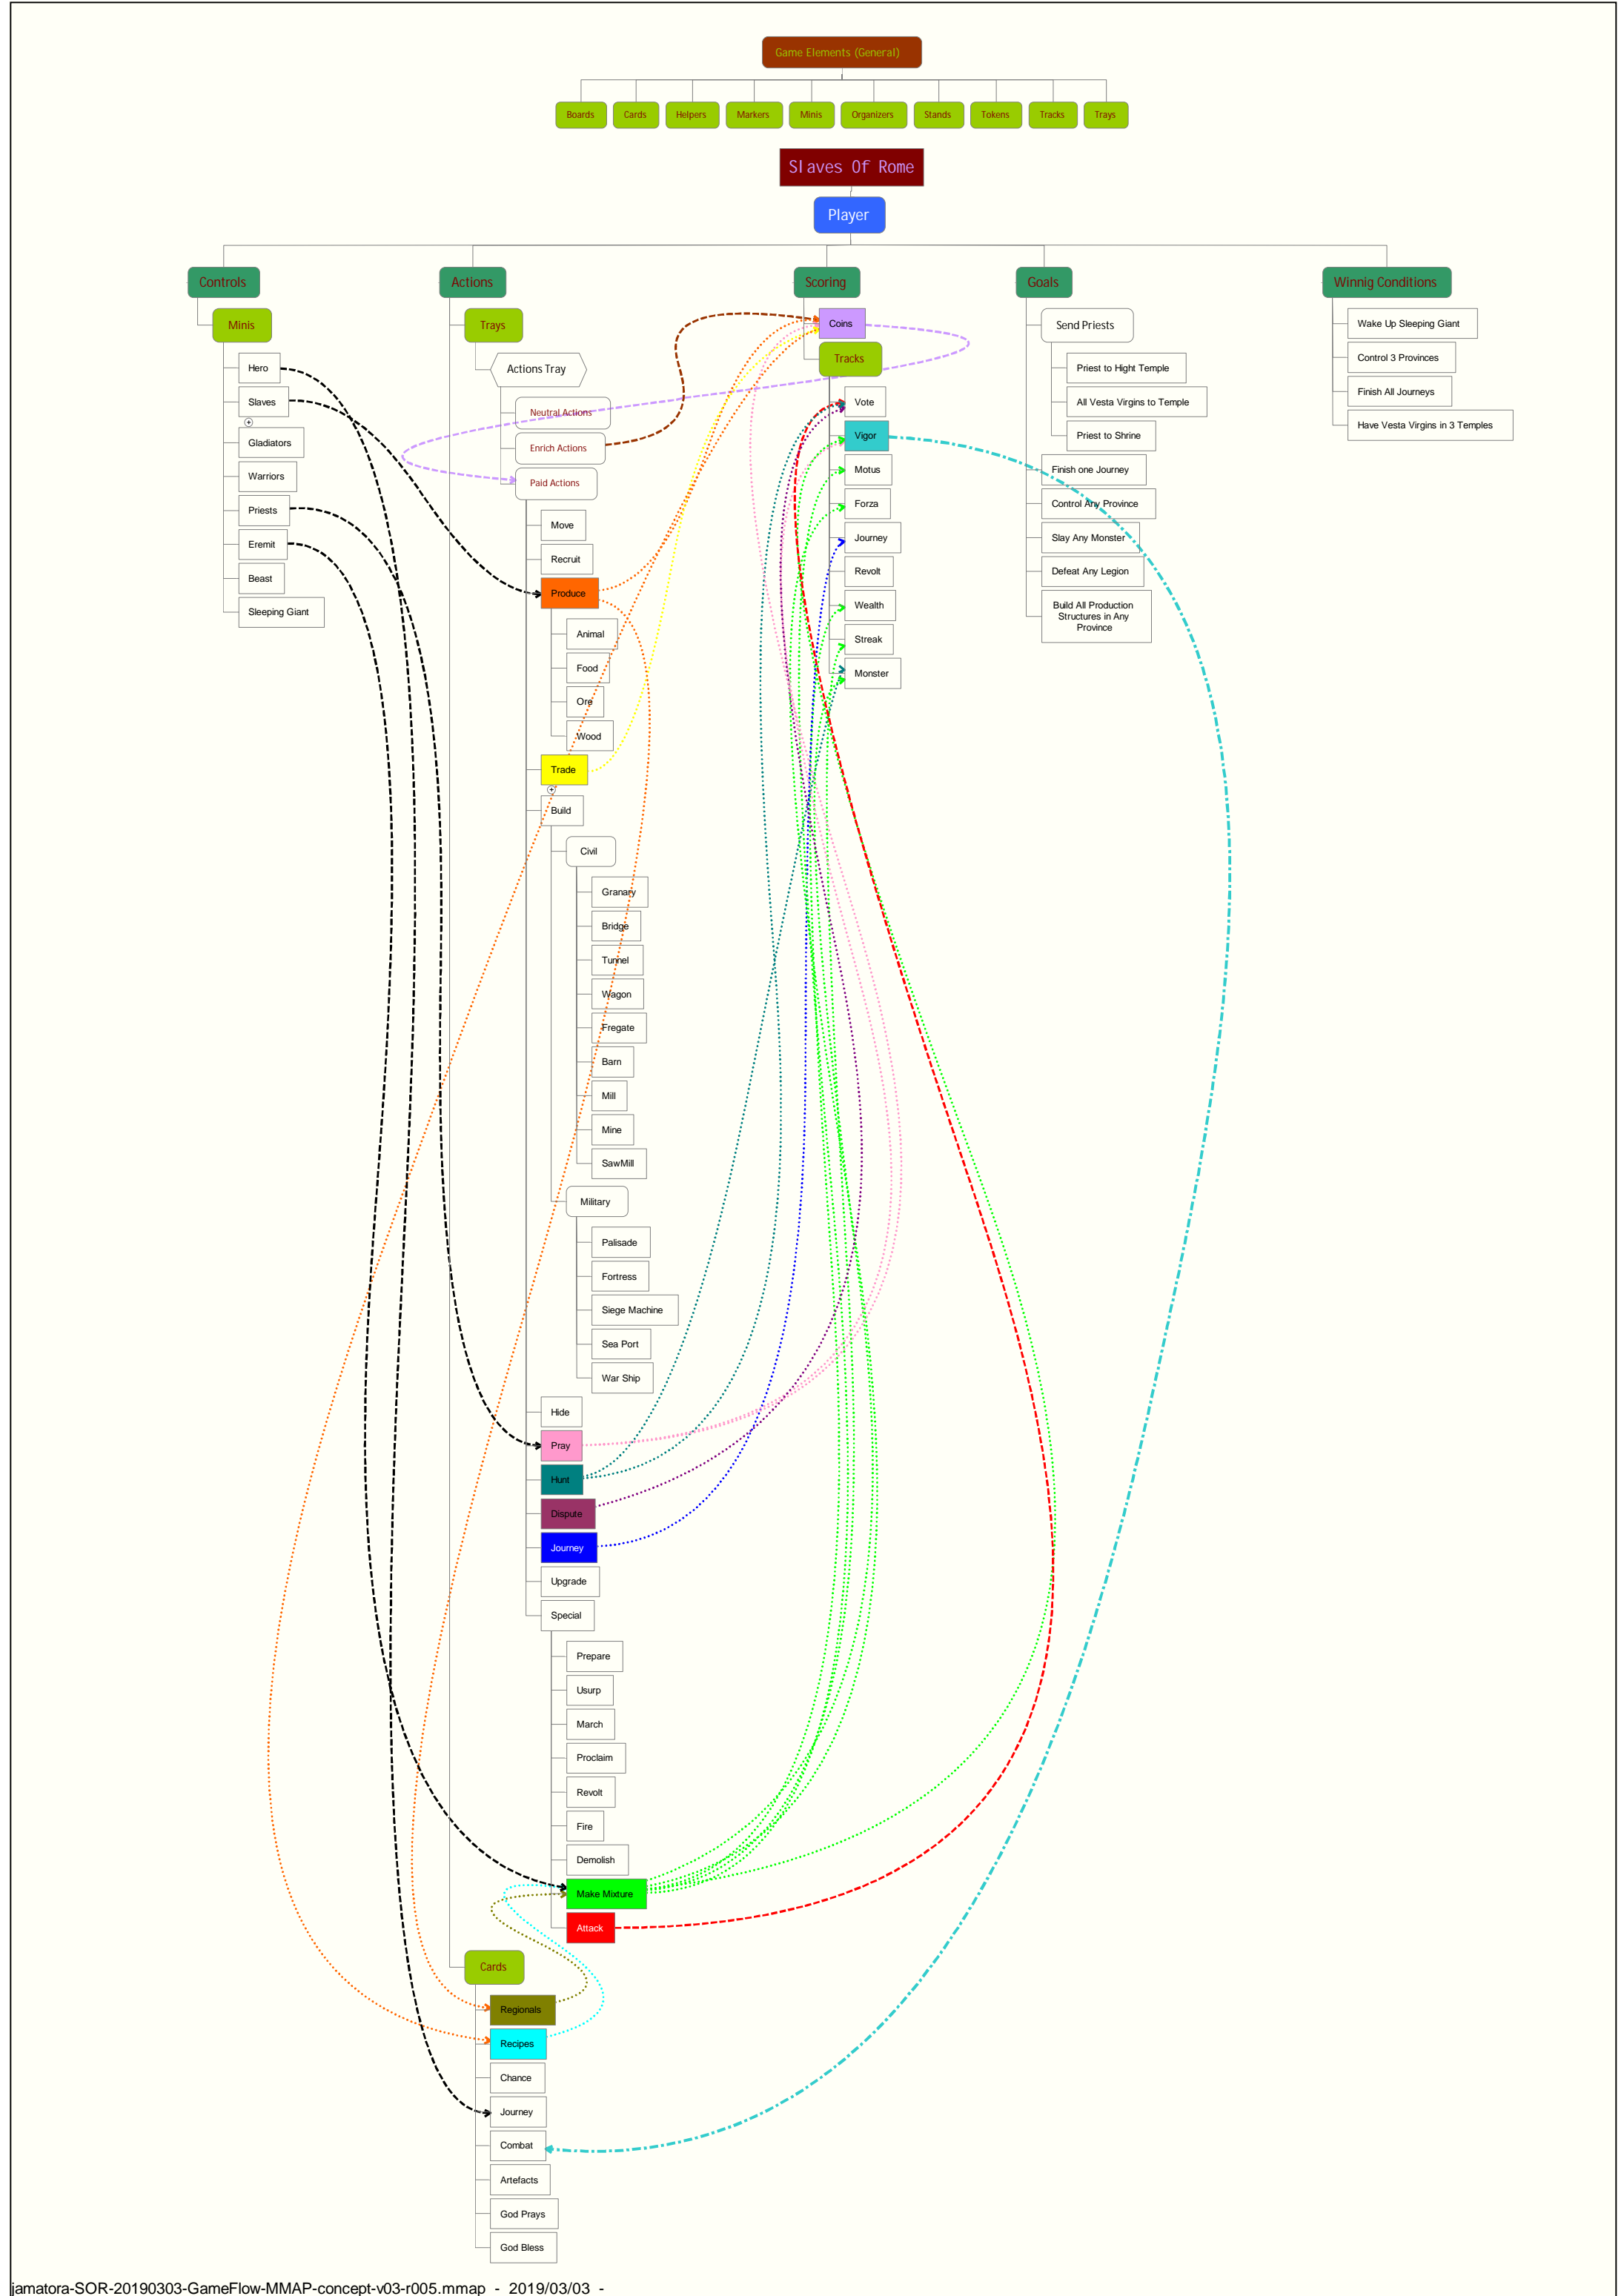 Game Elements (General)
Boards
Cards
Helpers
Markers
Minis
Organizers
Stands
Tokens
Tracks
Trays
Slaves Of Rome
Player
Controls
Minis
Hero
Slaves
Gladiators
Warriors
Priests
Eremit
Beast
Sleeping Giant
Actions
Trays
Actions Tray
Neutral Actions
Enrich Actions
Paid Actions
Move
Recruit
Produce
Animal
Food
Ore
Wood
Trade
Build
Civil
Granary
Bridge
Tunnel
Wagon
Fregate
Barn
Mill
Mine
SawMill
Military
Palisade
Fortress
Siege Machine
Sea Port
War Ship
Hide
Pray
Hunt
Dispute
Journey
Upgrade
Special
Prepare
Usurp
March
Proclaim
Revolt
Fire
Demolish
Make Mixture
Attack
Cards
Regionals
Recipes
Chance
Journey
Combat
Artefacts
God Prays
God Bless
Scoring
Coins
Tracks
Vote
Vigor
Motus
Forza
Journey
Revolt
Wealth
Streak
Monster
Goals
Send Priests
Priest to Hight Temple
All Vesta Virgins to Temple
Priest to Shrine
Finish one Journey
Control Any Province
Slay Any Monster
Defeat Any Legion
Build All Production
Structures in Any
Province
Winnig Conditions
Wake Up Sleeping Giant
Control 3 Provinces
Finish All Journeys
Have Vesta Virgins in 3 Temples
jamatora-SOR-20190303-GameFlow-MMAP-concept-v03-r005.mmap - 2019/03/03 -